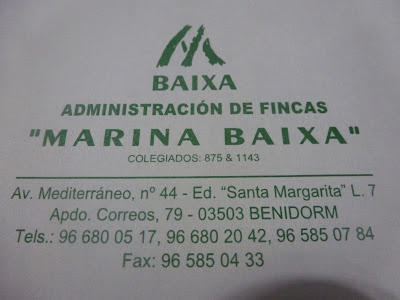 BAIXA
ADMINISTRACIÓN DE FINCAS
"MARINA BAIXA"
COLEGIADOS: 875 & 1143
Av. Mediterráneo, nº 44 - Ed. "Santa Margarita" L. 7
Apdo. Correos, 79 - 03503 BENIDORM
Tels.: 96 680 05 17, 96 680 20 42, 96 585 07 84
Fax: 96 585 04 33